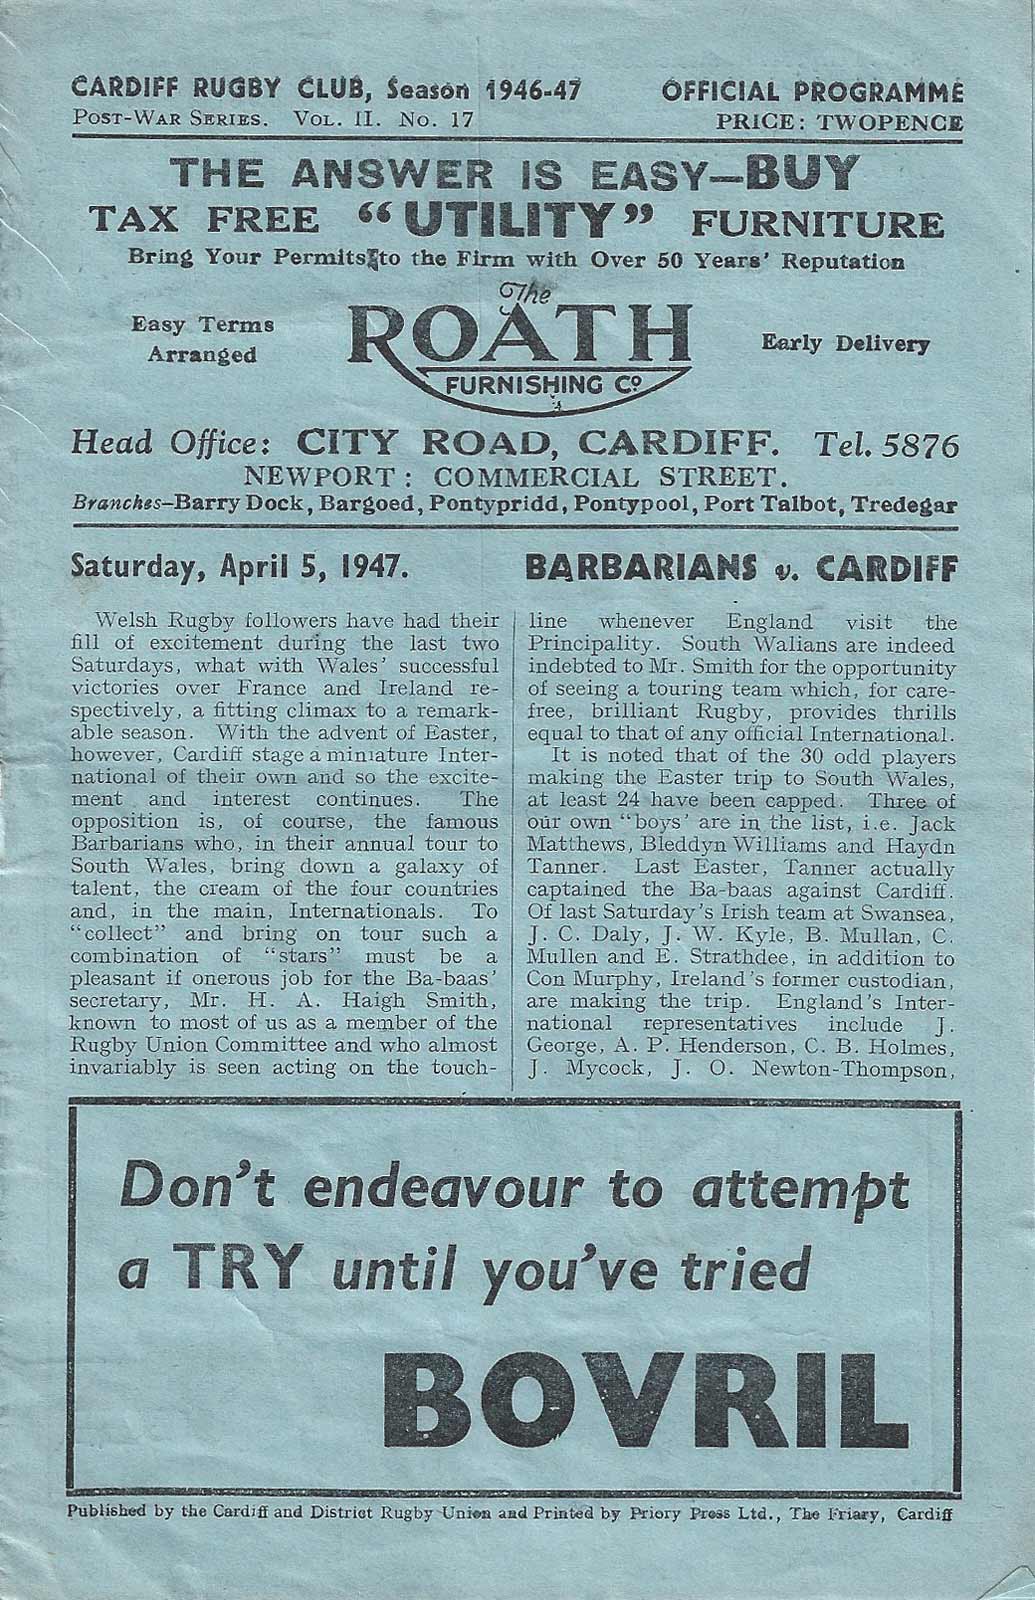 CARDIFF RUGBY CLUB, Season 1946-47
OFFICIAL PROGRAMME
POST-WAR SERIES. VOL. II. No. 17
PRICE: TWOPENCE
THE ANSWER IS EASY—BUY
TAX FREE "UTILITY" FURNITURE
Bring Your Permits to the Firm with Over 50 Years' Reputation
Easy Terms
Arranged
The
ROATH
FURNISHING Co
Early Delivery
Head Office: CITY ROAD, CARDIFF. Tel. 5876
NEWPORT: COMMERCIAL STREET.
Branches—Barry Dock, Bargoed, Pontypridd, Pontypool, Port Talbot, Tredegar
Saturday, April 5, 1947.
BARBARIANS v. CARDIFF
Welsh Rugby followers have had their
fill of excitement during the last two
Saturdays, what with Wales' successful
victories over France and Ireland re-
spectively, a fitting climax to a remark-
able season. With the advent of Easter,
however, Cardiff stage a miniature Inter-
national of their own and so the excite-
ment and interest continues. The
opposition is, of course, the famous
Barbarians who, in their annual tour to
South Wales, bring down a galaxy of
talent, the cream of the four countries
and, in the main, Internationals. To
"collect" and bring on tour such a
combination of "stars" must be a
pleasant if onerous job for the Ba-baas'
secretary, Mr. H. A. Haigh Smith,
known to most of us as a member of the
Rugby Union Committee and who almost
invariably is seen acting on the touch-
line whenever England visit the
Principality. South Walians are indeed
indebted to Mr. Smith for the opportunity
of seeing a touring team which, for care-
free, brilliant Rugby, provides thrills
equal to that of any official International.
It is noted that of the 30 odd players
making the Easter trip to South Wales,
at least 24 have been capped. Three of
our own "boys' are in the list, i.e. Jack
Matthews, Bleddyn Williams and Haydn
Tanner. Last Easter, Tanner actually
captained the Ba-baas against Cardiff.
Of last Saturday's Irish team at Swansea,
J. C. Daly, J. W. Kyle, B. Mullan, C.
Mullen and E. Strathdee, in addition to
Con Murphy, Ireland's former custodian,
are making the trip. England's Inter-
national representatives include J.
George, A. P. Henderson, C. B. Holmes,
J. Mycock, J. O. Newton-Thompson,
Don't endeavour to attempt
a TRY until you've tried
BOVRIL
Published by the Cardiff and District Rugby Union and Printed by Priory Press Ltd., The Friary, Cardiff